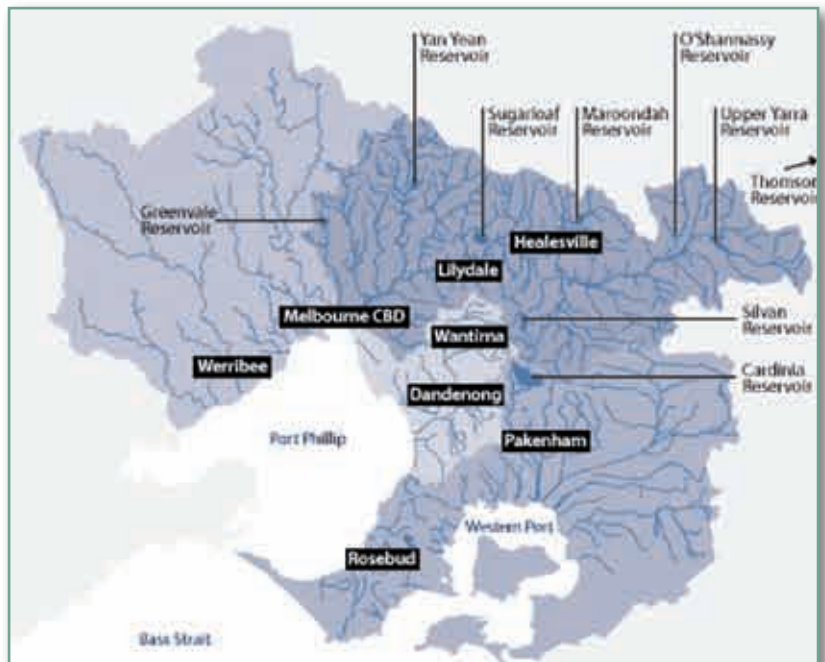 Yan Yean
Reservoir
O'Shannassy
Reservoir
Sugarloaf
Reservoir
Maroondah
Reservoir
Upper Yarra
Reservoir
Thomson
Reservoir
Greenvale
Reservoir
Healesville
Lilydale
Melbourne CBD
Wantirna
Silvan
Reservoir
Werribee
Dandenong
Cardinia
Reservoir
Port Phillip
Pakenham
Western Port
Rosebud
Bass Strait